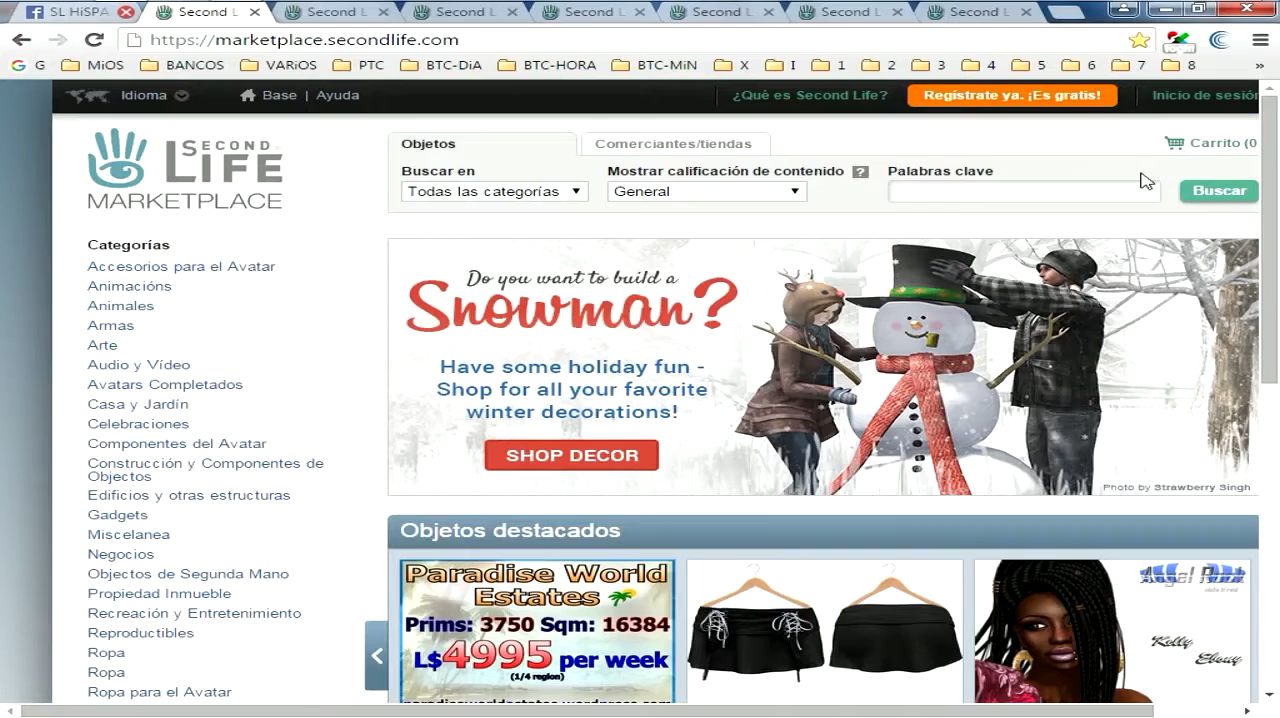 SL HiSPA
Second L
Second L
Second L
Second L
Second L
Second L
Second L
https://marketplace.secondlife.com
G
MiOS
BANCOS
VARiOS
PTC
BTC-DiA
BTC-HORA
BTC-MiN
X
I
1
2
3
4
5
6
7
8
»
Idioma
Base | Ayuda
¿Qué es Second Life?
Regístrate ya. ¡Es gratis!
Inicio de sesión
SECOND
LIFE
MARKETPLACE
Objetos
Comerciantes/tiendas
Carrito (0
Buscar en
Mostrar calificación de contenido ?
Palabras clave
Todas las categorías
General
Buscar
Categorías
Accesorios para el Avatar
Animacións
Animales
Armas
Arte
Audio y Vídeo
Avatars Completados
Casa y Jardín
Celebraciones
Componentes del Avatar
Construcción y Componentes de
Objectos
Edificios y otras estructuras
Gadgets
Miscelanea
Negocios
Objectos de Segunda Mano
Propiedad Inmueble
Recreación y Entretenimiento
Reproductibles
Ropa
Ropa
Ropa para el Avatar
Do you want to build a
Snowman?
Have some holiday fun -
Shop for all your favorite
winter decorations!
SHOP DECOR
Photo by Strawberry Singh
Objetos destacados
Paradise World
Estates
Prims: 3750 Sqm: 16384
L$4995 per week
(1/4 region)
paradiseworldestates.wordpress.com
Kelly
Ebony